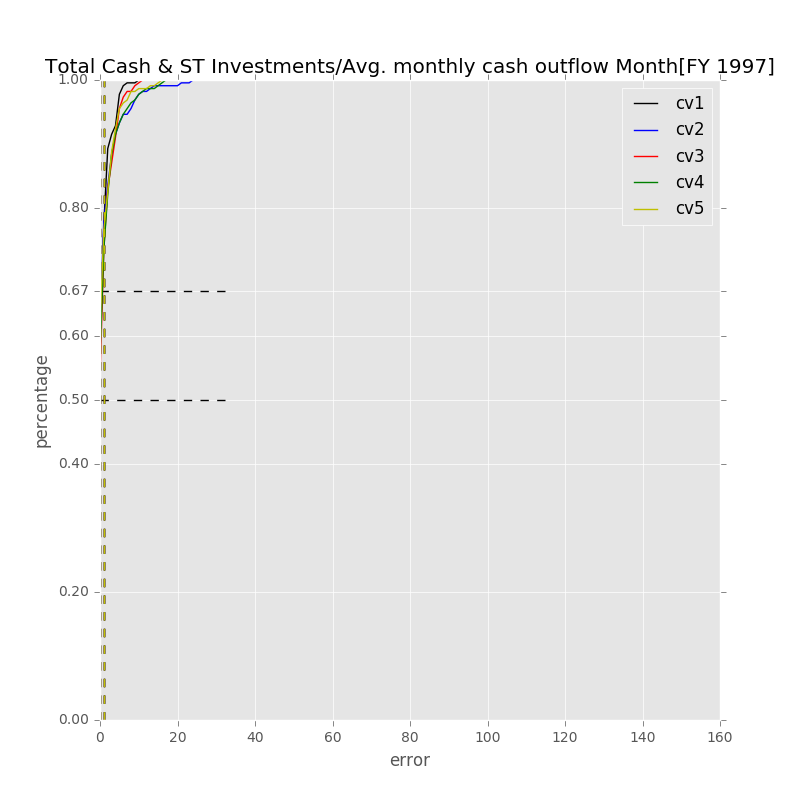 Total Cash & ST Investments/Avg. monthly cash outflow Month[FY 1997]
1.00
0.80
0.67
0.60
0.50
0.40
0.20
0.00
percentage
cv1
cv2
cv3
cv4
cv5
0 20 40 60 80 100 120 140 160
error